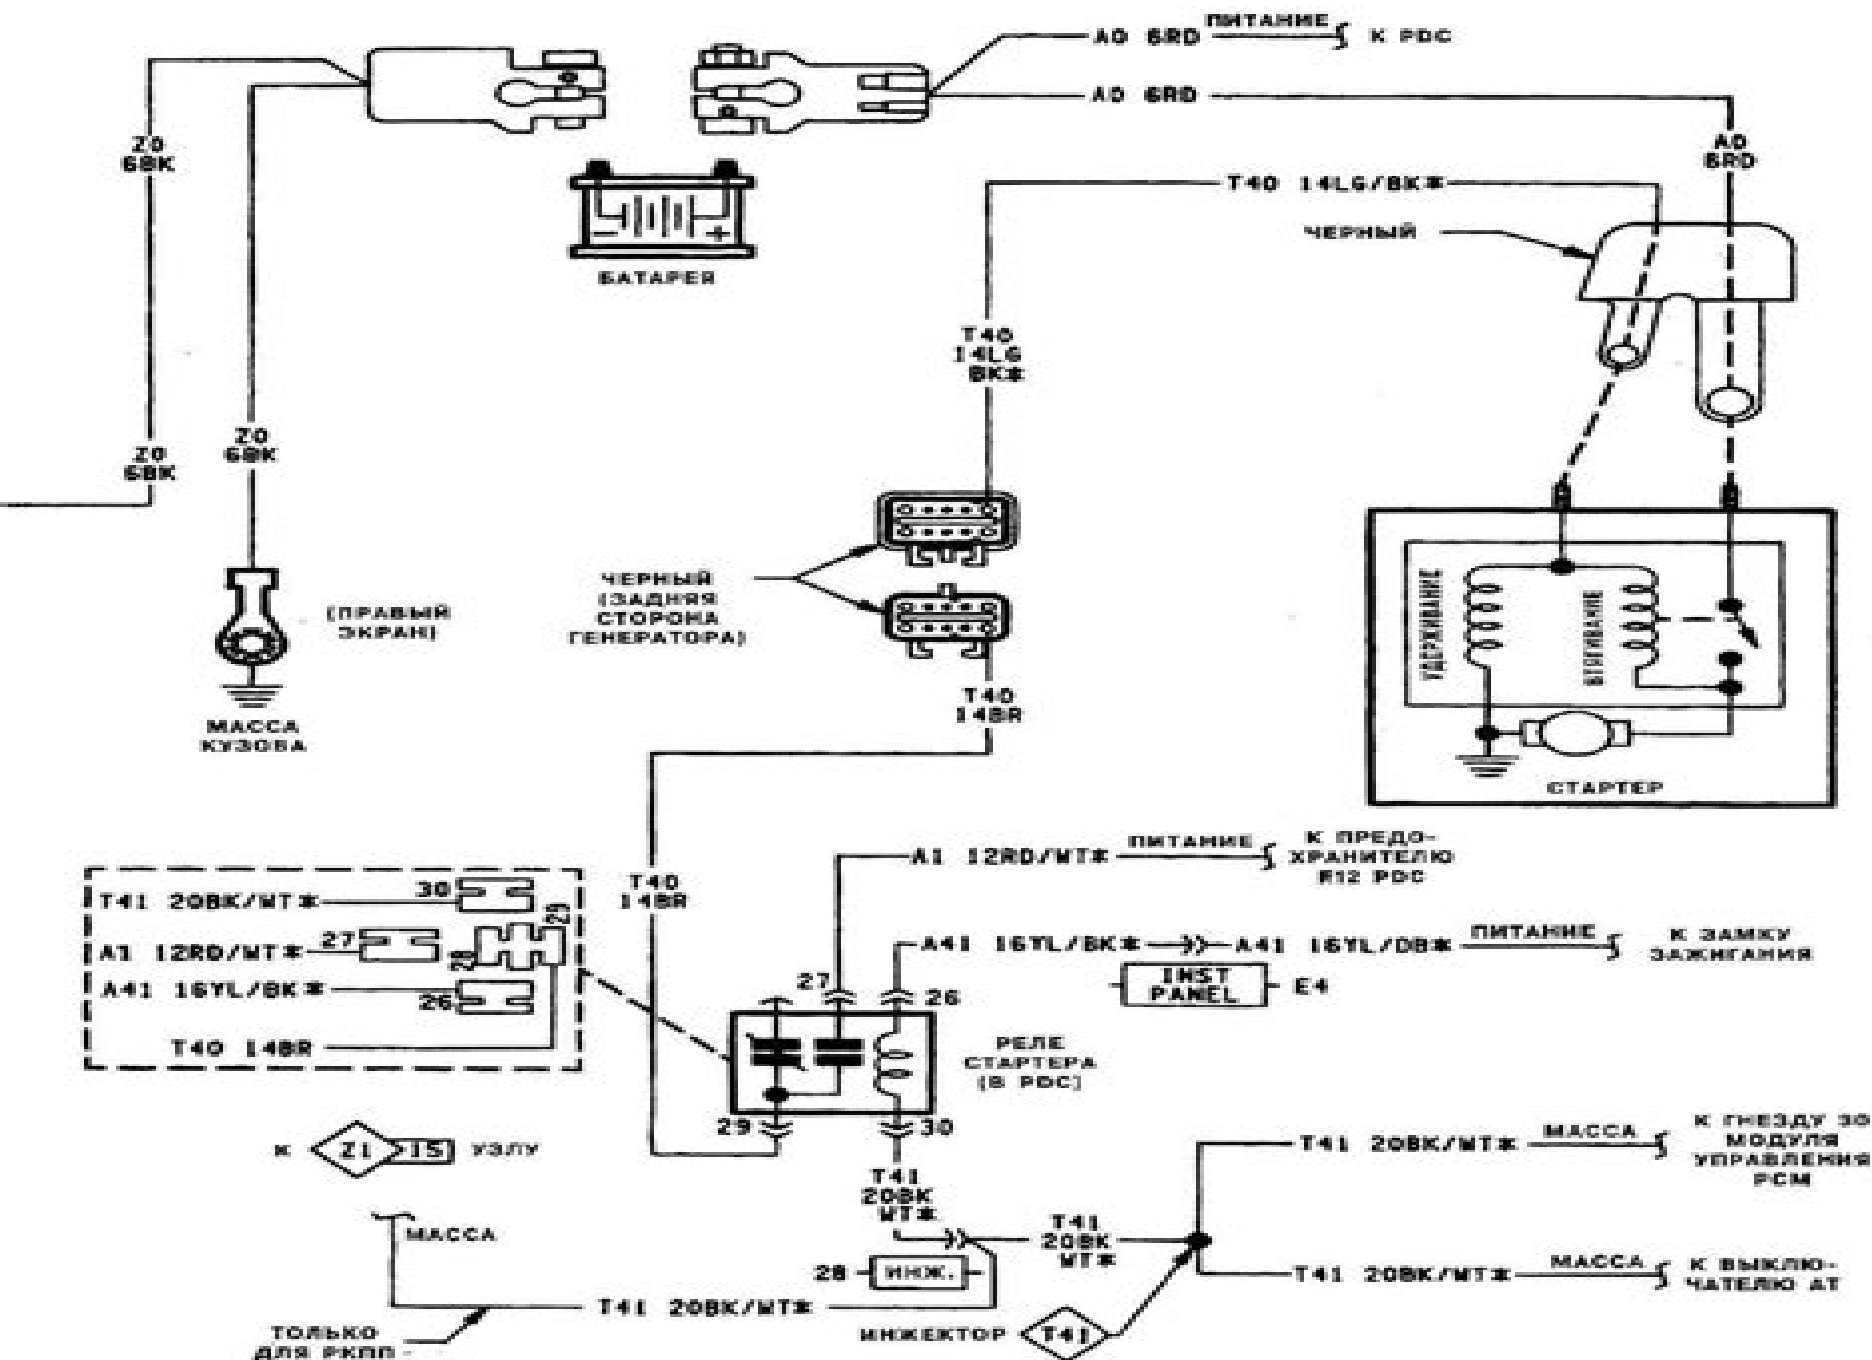 ПИТАНИЕ
A0 6RD
К PDC
A0 6RD
Z0
6BK
A0
6RD
T40 14LG/BK*
ЧЕРНЫЙ
БАТАРЕЯ
T40
14LG
BK*
Z0
6BK
Z0
6BK
ЧЕРНЫЙ
(ЗАДНЯЯ
СТОРОНА
ГЕНЕРАТОРА)
(ПРАВЫЙ
ЭКРАН)
УДЕРЖИВАНИЕ
ВТЯГИВАНИЕ
T40
14BR
МАССА
КУЗОВА
СТАРТЕР
A1 12RD/WT*
ПИТАНИЕ
К ПРЕДО-
ХРАНИТЕЛЮ
F12 PDC
T40
14BR
T41 20BK/WT*
30
29
A1 12RD/WT*
27
28
A41 16YL/BK*
26
T40 14BR
A41 16YL/BK*
A41 16YL/DB*
ПИТАНИЕ
К ЗАМКУ
ЗАЖИГАНИЯ
INST
PANEL
E4
27
26
РЕЛЕ
СТАРТЕРА
(В PDC)
29
30
К
Z1
15
УЗЛУ
T41 20BK/WT*
МАССА
К ГНЕЗДУ 30
МОДУЛЯ
УПРАВЛЕНИЯ
PCM
T41
20BK
WT*
МАССА
T41
20BK
WT*
28
ИНЖ.
T41 20BK/WT*
МАССА
К ВЫКЛЮ-
ЧАТЕЛЮ АТ
T41 20BK/WT*
ТОЛЬКО
ДЛЯ РКПП
ИНЖЕКТОР
T41